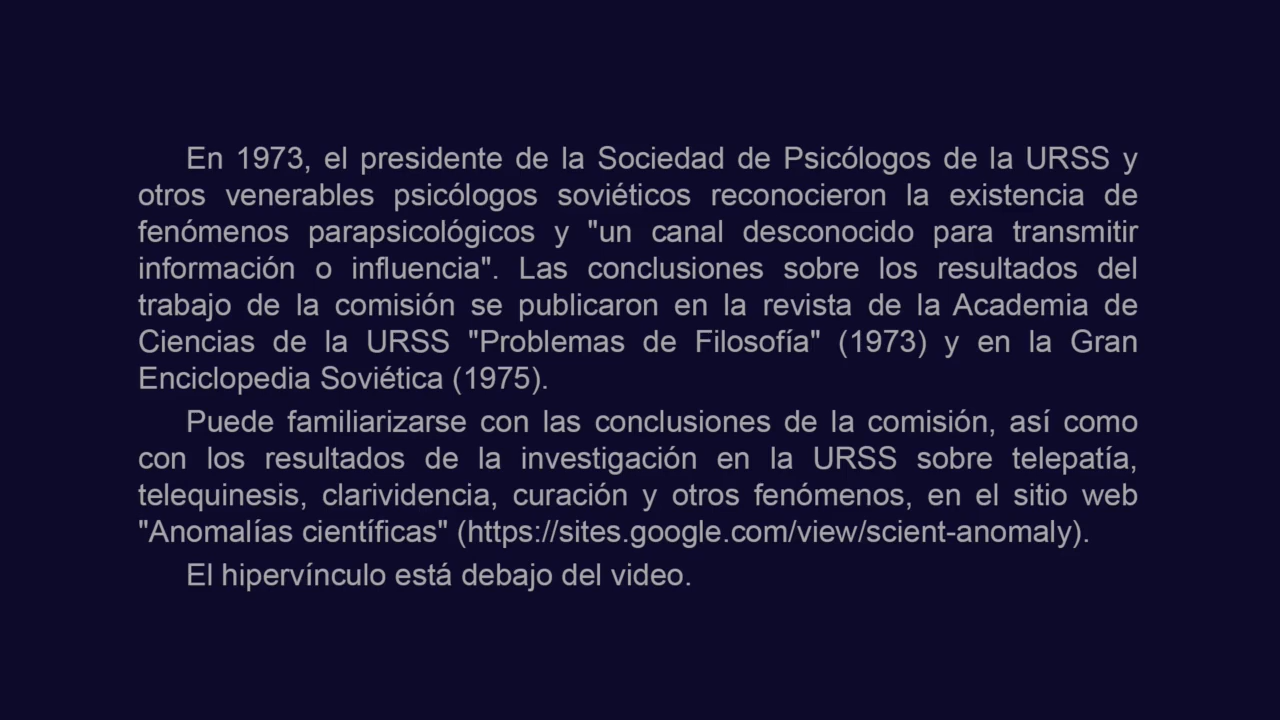 En 1973, el presidente de la Sociedad de Psicólogos de la URSS y
otros venerables psicólogos soviéticos reconocieron la existencia de
fenómenos parapsicológicos y "un canal desconocido para transmitir
información o influencia". Las conclusiones sobre los resultados del
trabajo de la comisión se publicaron en la revista de la Academia de
Ciencias de la URSS "Problemas de Filosofía" (1973) y en la Gran
Enciclopedia Soviética (1975).
Puede familiarizarse con las conclusiones de la comisión, así como
con los resultados de la investigación en la URSS sobre telepatía,
telequinesis, clarividencia, curación y otros fenómenos, en el sitio web
"Anomalías científicas" (https://sites.google.com/view/scient-anomaly).
El hipervínculo está debajo del video.